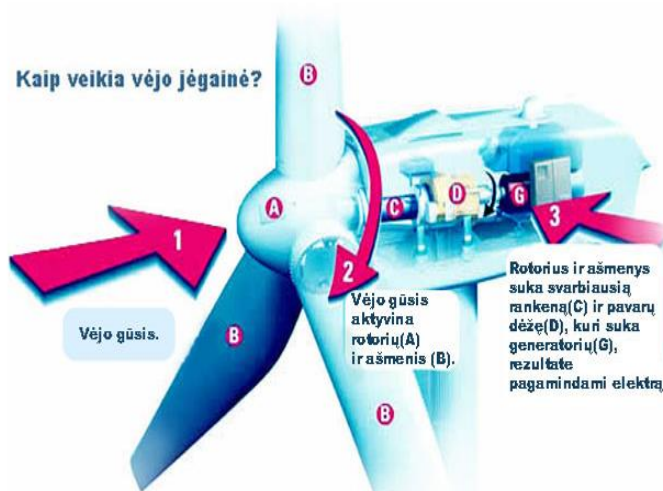 Kaip veikia vėjo jėgainė?
B
A
C
D
G
1
2
3
B
B
Vėjo gūsis.
Vėjo gūsis
aktyvina
rotorių(A)
ir ašmenis (B).
Rotorius ir ašmenys
suka svarbiausią
rankeną(C) ir pavarų
dėžę(D), kuri suka
generatorių(G),
rezultate
pagamindami elektrą